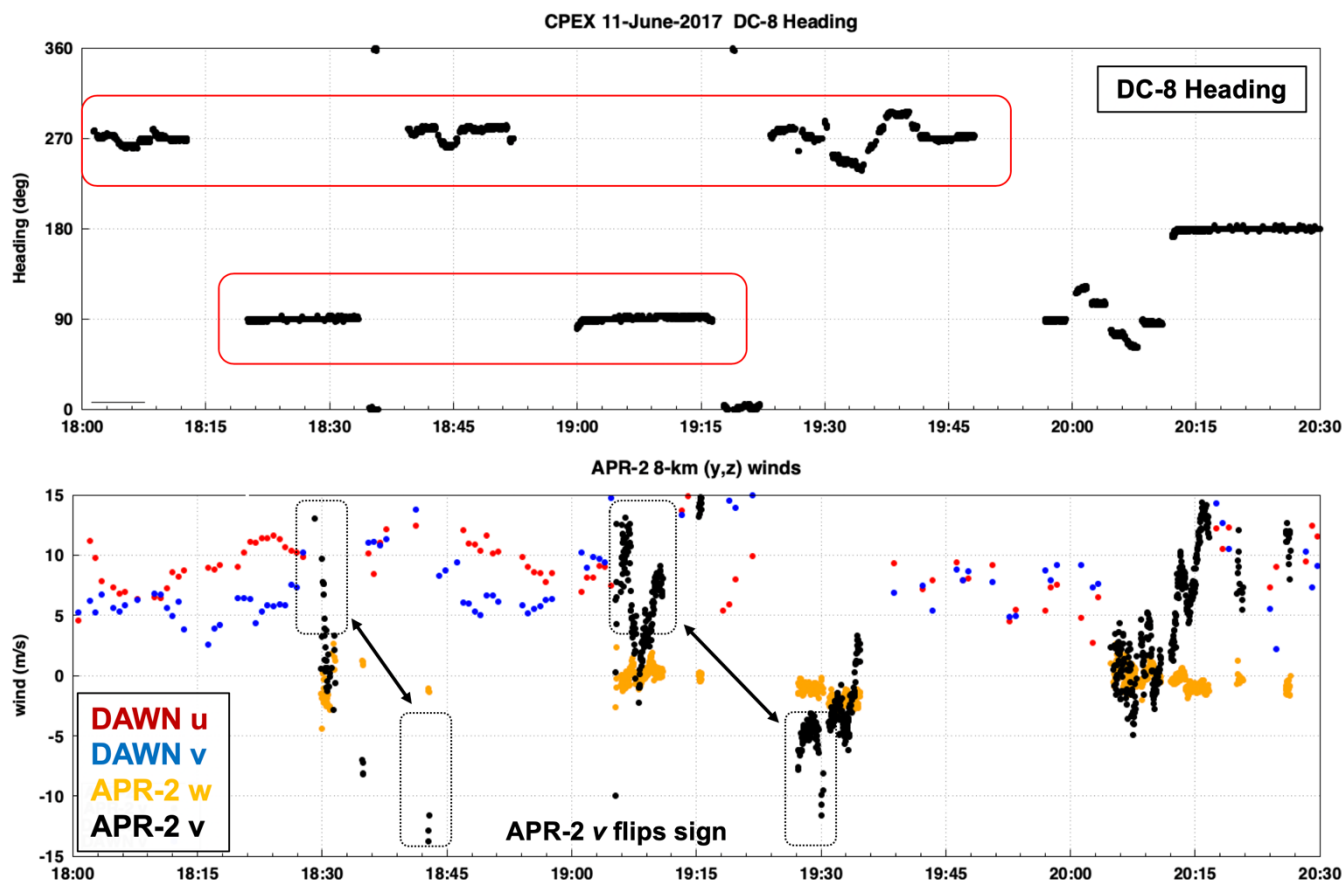 CPEX 11-June-2017 DC-8 Heading
Heading (deg)
360
270
180
90
0
DC-8 Heading
18:00 18:15 18:30 18:45 19:00 19:15 19:30 19:45 20:00 20:15 20:30
APR-2 8-km (y,z) winds
wind (m/s)
15
10
5
0
-5
-10
-15
DAWN u
DAWN v
APR-2 w
APR-2 v
APR-2 v flips sign
18:00 18:15 18:30 18:45 19:00 19:15 19:30 19:45 20:00 20:15 20:30